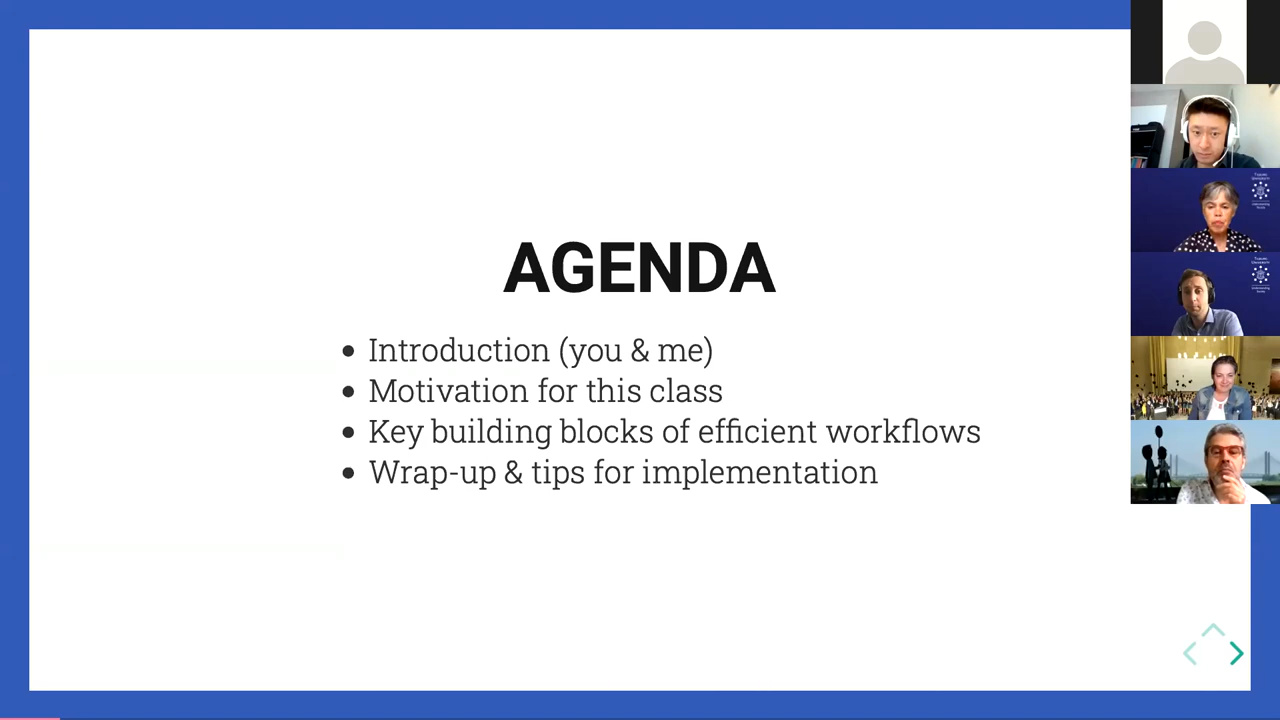 AGENDA
• Introduction (you & me)
• Motivation for this class
• Key building blocks of efficient workflows
• Wrap-up & tips for implementation